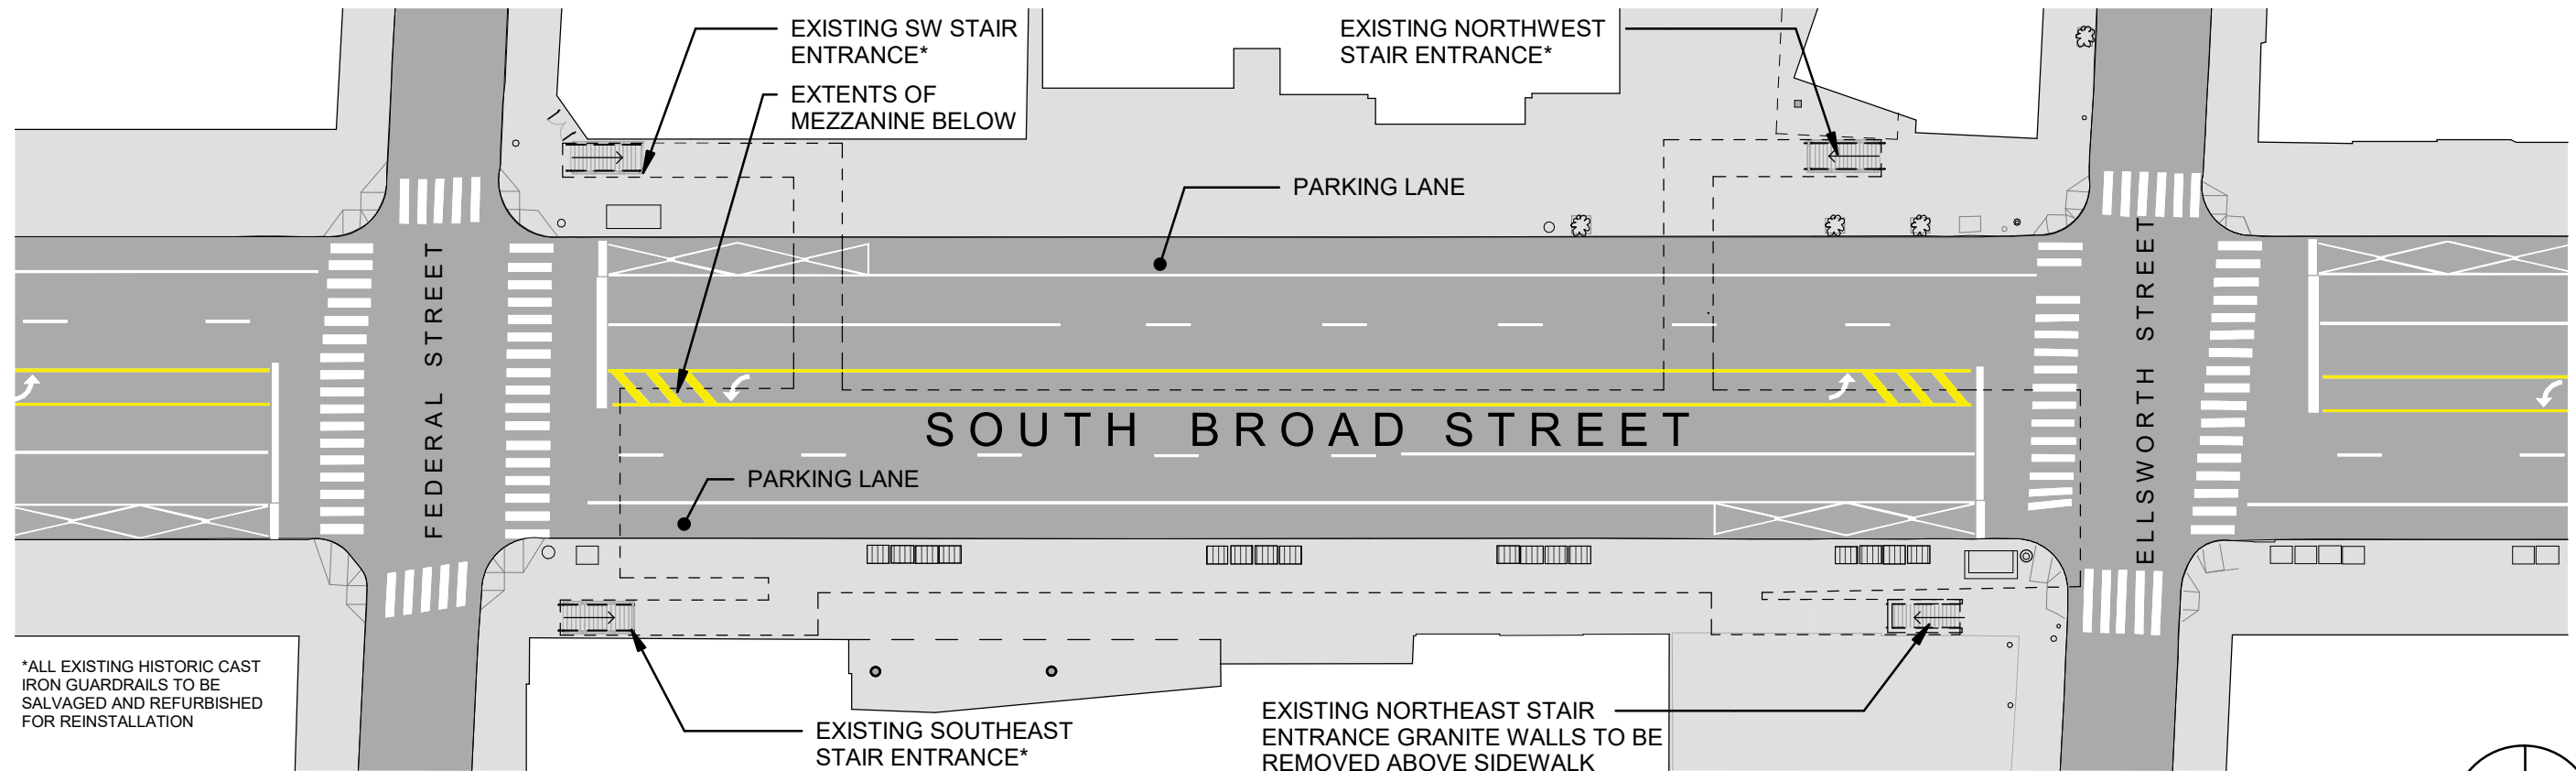 EXISTING SW STAIR
ENTRANCE*
EXTENTS OF
MEZZANINE BELOW
EXISTING NORTHWEST
STAIR ENTRANCE*
PARKING LANE
FEDERAL STREET
ELLSWORTH STREET
SOUTH BROAD STREET
PARKING LANE
*ALL EXISTING HISTORIC CAST
IRON GUARDRAILS TO BE
SALVAGED AND REFURBISHED
FOR REINSTALLATION
EXISTING SOUTHEAST
STAIR ENTRANCE*
EXISTING NORTHEAST STAIR
ENTRANCE GRANITE WALLS TO BE
REMOVED ABOVE SIDEWALK